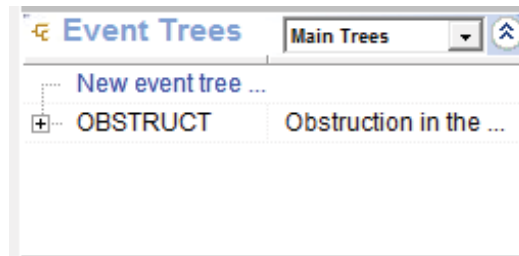 Event Trees Main Trees
New event tree ...
OBSTRUCT Obstruction in the ...